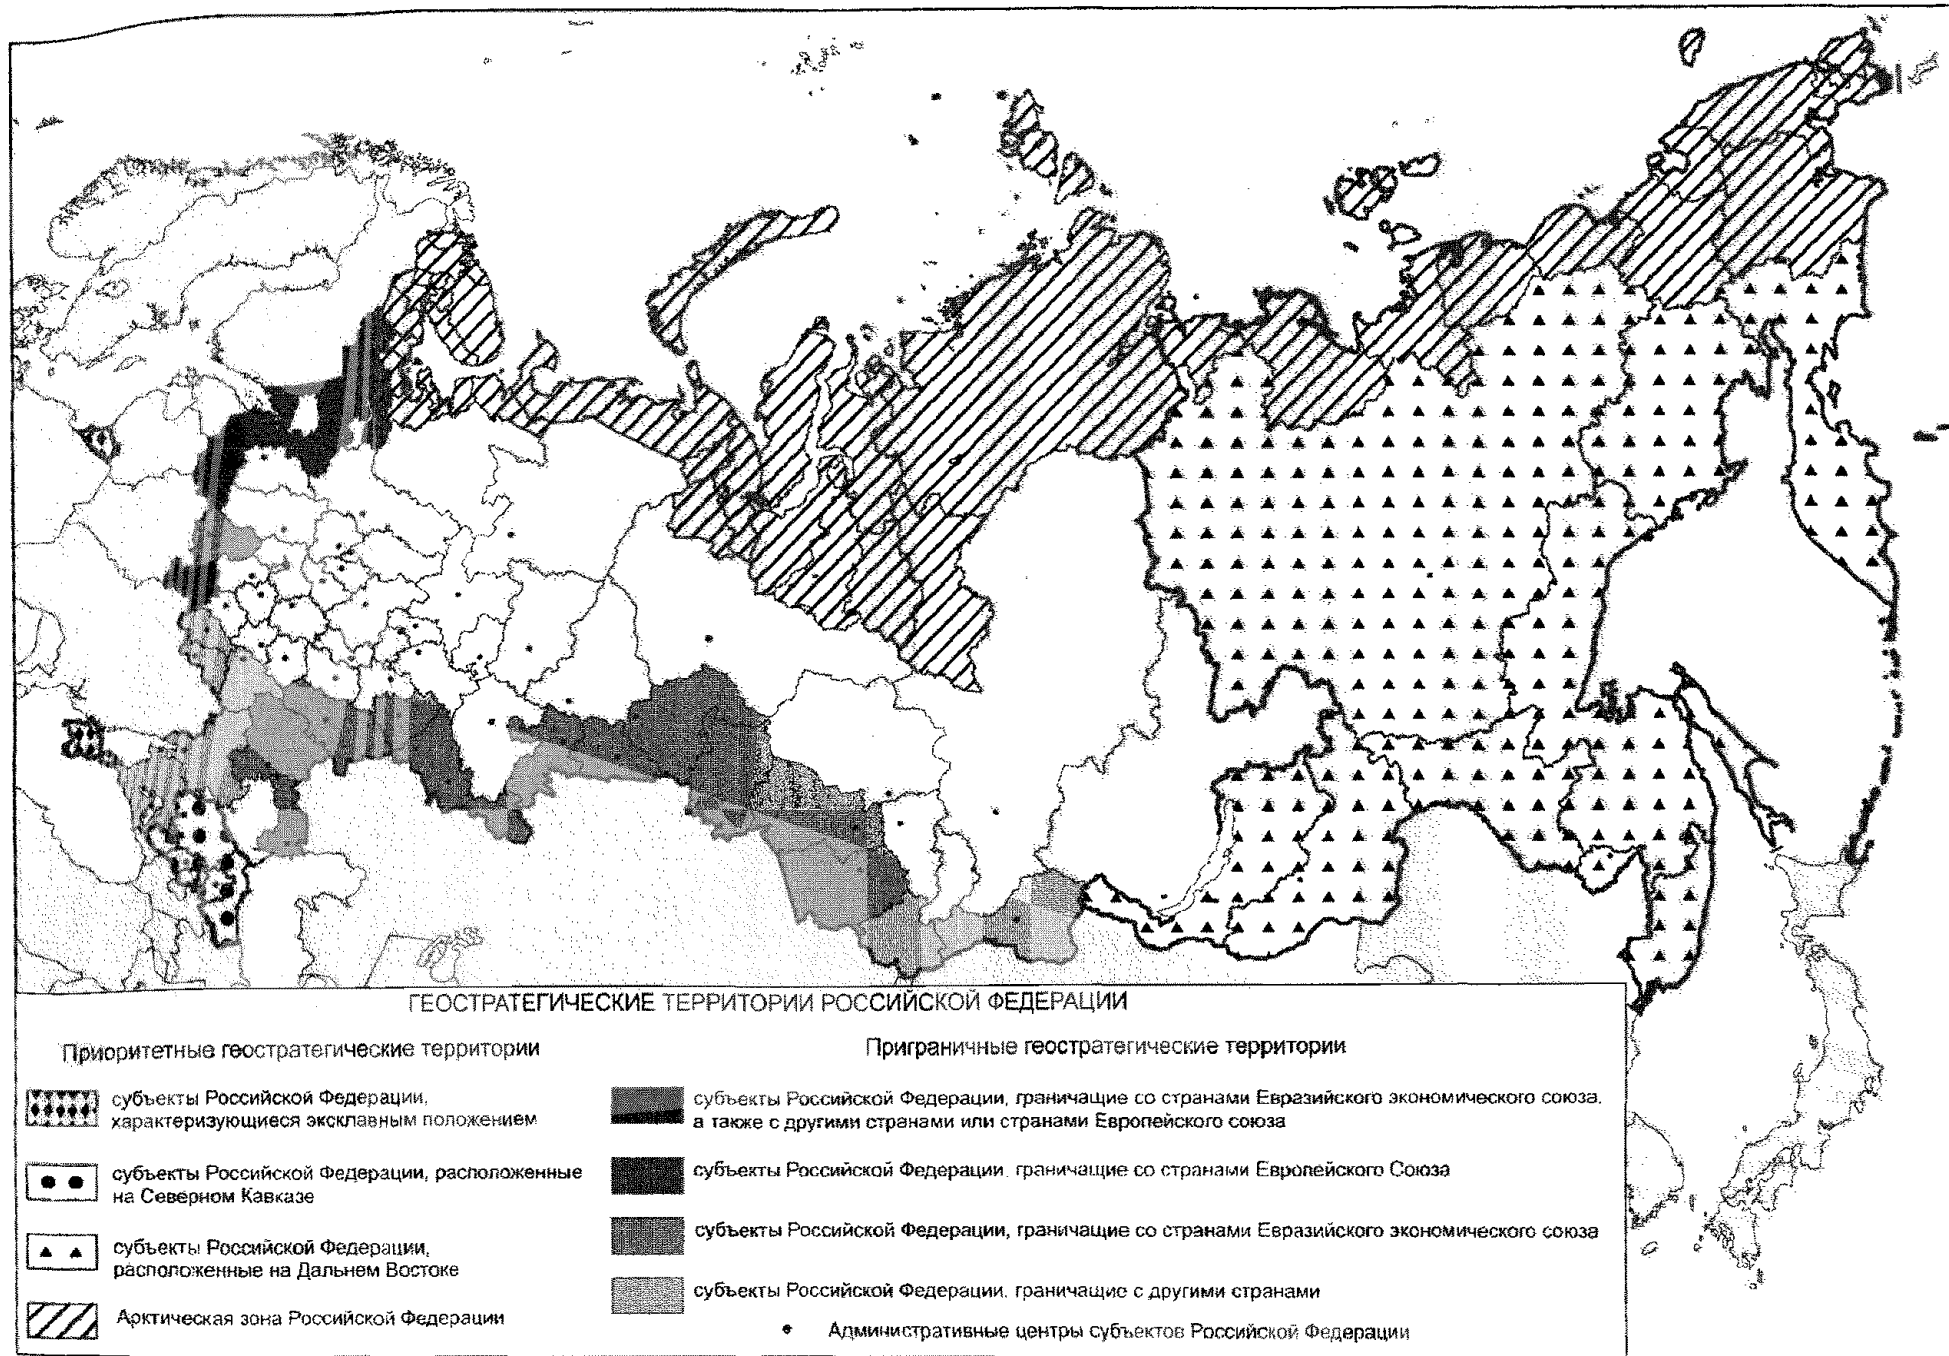 ГЕОСТРАТЕГИЧЕСКИЕ ТЕРРИТОРИИ РОССИЙСКОЙ ФЕДЕРАЦИИ
Приоритетные геостратегические территории
субъекты Российской Федерации,
характеризующиеся эксклавным положением
субъекты Российской Федерации, расположенные
на Северном Кавказе
субъекты Российской Федерации,
расположенные на Дальнем Востоке
Арктическая зона Российской Федерации
Приграничные геостратегические территории
субъекты Российской Федерации, граничащие со странами Евразийского экономического союза,
а также с другими странами или странами Европейского союза
субъекты Российской Федерации, граничащие со странами Европейского Союза
субъекты Российской Федерации, граничащие со странами Евразийского экономического союза
субъекты Российской Федерации, граничащие с другими странами
Административные центры субъектов Российской Федерации